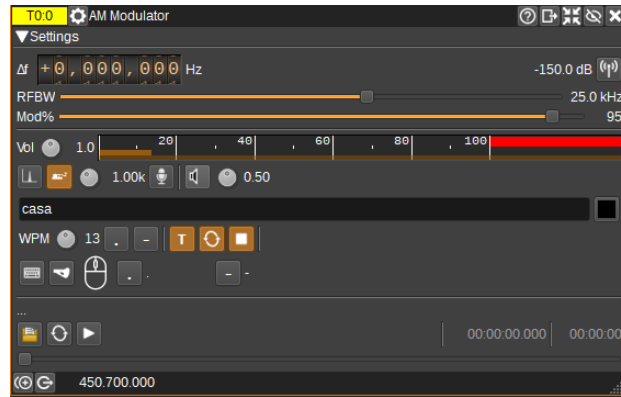 T0:0 AM Modulator
Settings
Δf +0,000,000 Hz -150.0 dB
RFBW 25.0 kHz
Mod% 95
Vol 1.0 20 40 60 80 100
1.00k 0.50
casa
WPM 13 . - T
. . - -
...
00:00:00.000 00:00:00
450.700.000